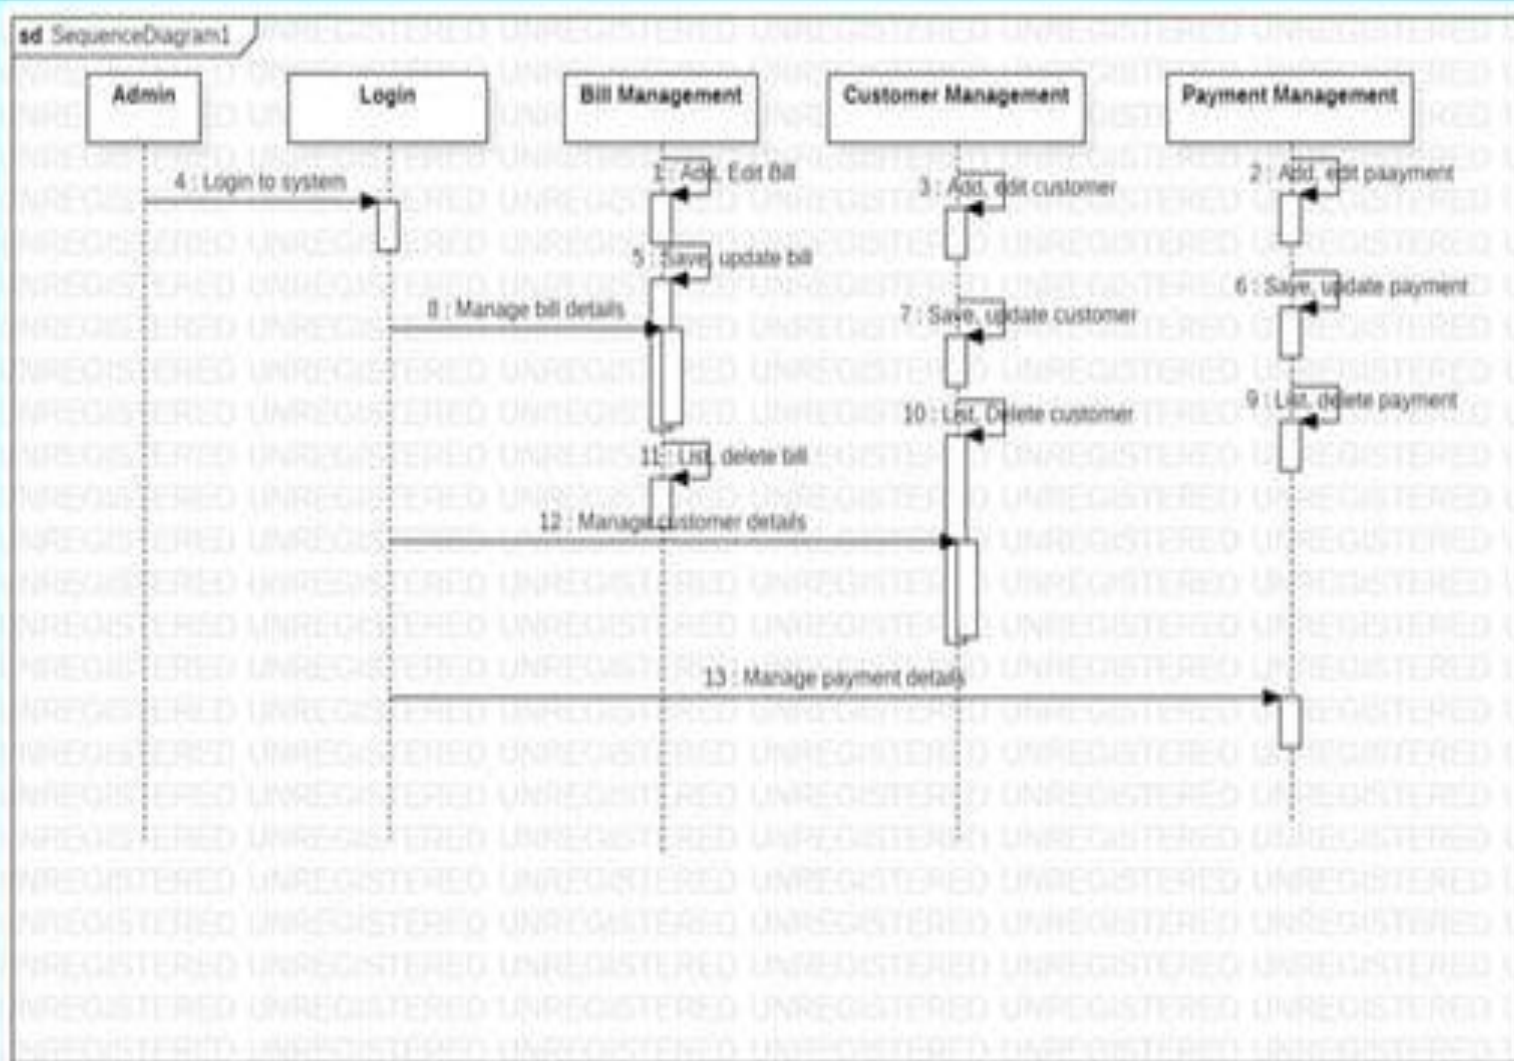 sd SequenceDiagram1
Admin
Login
Bill Management
Customer Management
Payment Management
1 : Add, Edit Bill
2 : Add, edit paayment
4 : Login to system
3 : Add, edit customer
5 : Save, update bill
6 : Save, update payment
8 : Manage bill details
7 : Save, update customer
9 : List, delete payment
10 : List, Delete customer
11 : List, delete bill
12 : Manage customer details
13 : Manage payment details
UNREGISTERED